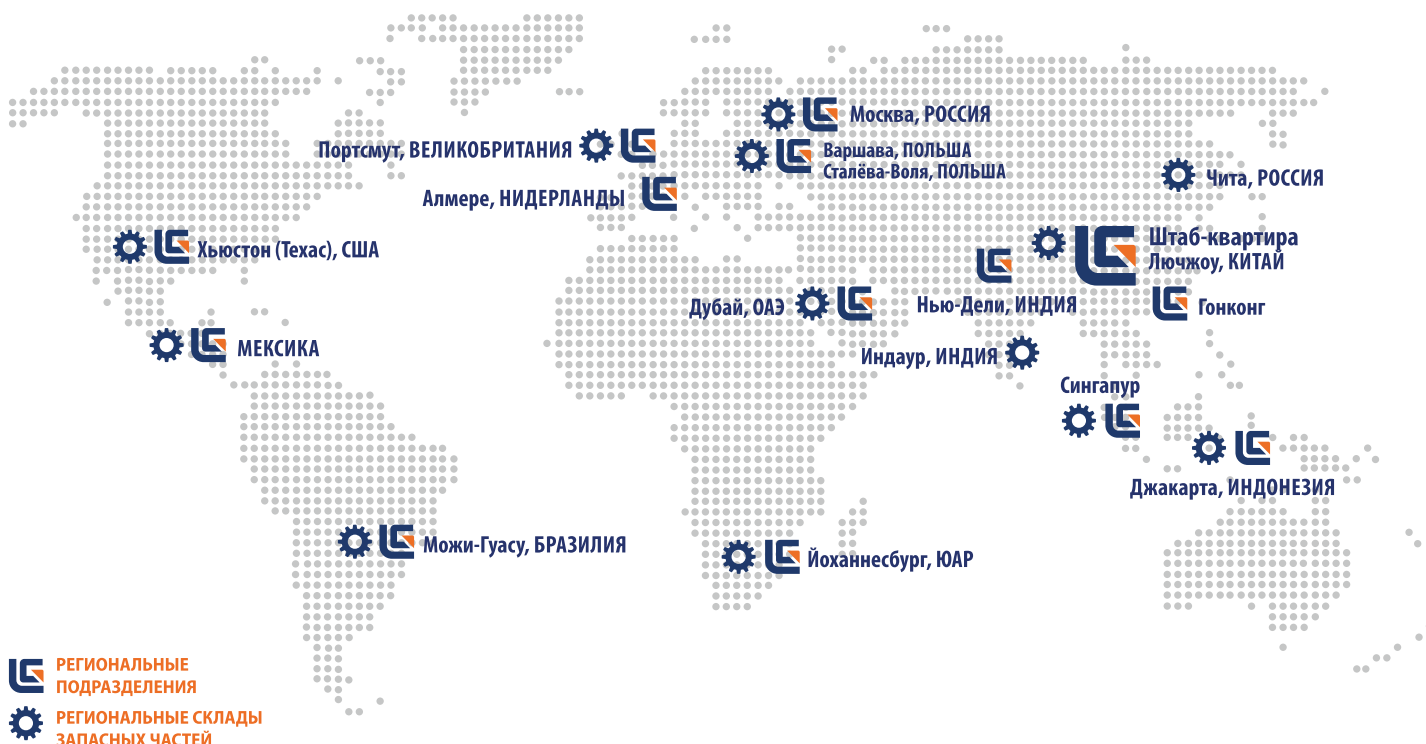 Москва, РОССИЯ
Портсмут, ВЕЛИКОБРИТАНИЯ
Варшава, ПОЛЬША
Сталёва-Воля, ПОЛЬША
Чита, РОССИЯ
Алмере, НИДЕРЛАНДЫ
Хьюстон (Техас), США
Штаб-квартира
Лючжоу, КИТАЙ
Дубай, ОАЭ
Нью-Дели, ИНДИЯ
Гонконг
МЕКСИКА
Индаур, ИНДИЯ
Сингапур
Джакарта, ИНДОНЕЗИЯ
Можи-Гуасу, БРАЗИЛИЯ
Йоханнесбург, ЮАР
РЕГИОНАЛЬНЫЕ
ПОДРАЗДЕЛЕНИЯ
РЕГИОНАЛЬНЫЕ СКЛАДЫ
ЗАПАСНЫХ ЧАСТЕЙ